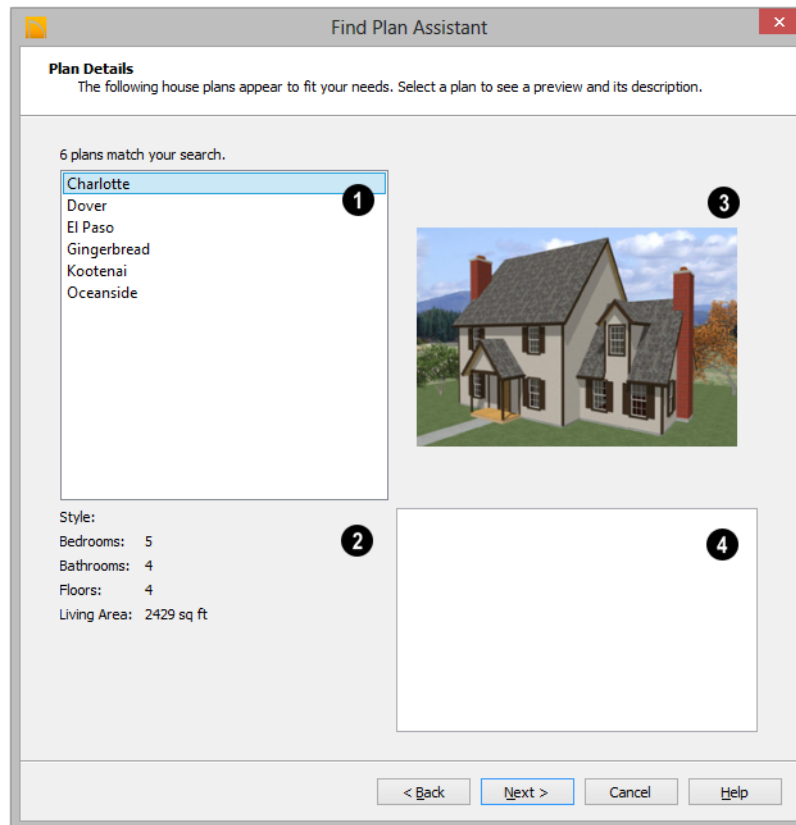 Find Plan Assistant
Plan Details
The following house plans appear to fit your needs. Select a plan to see a preview and its description.
6 plans match your search.
Charlotte
Dover
El Paso
Gingerbread
Kootenai
Oceanside
1
3
Style:
Bedrooms: 5
Bathrooms: 4
Floors: 4
Living Area: 2429 sq ft
2
4
< Back
Next >
Cancel
Help